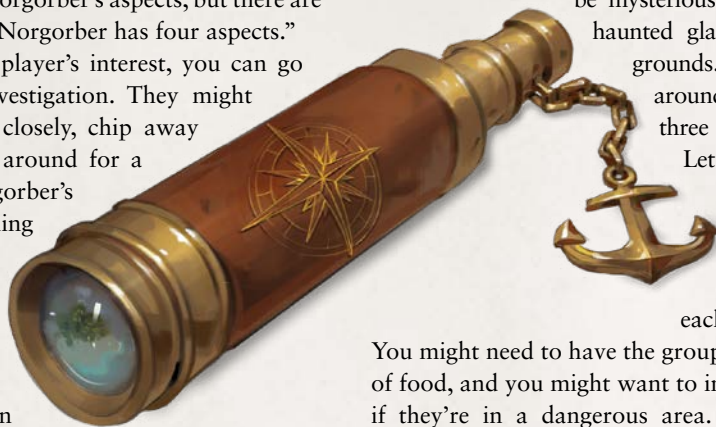 orgorber’s aspects, but there are
Norgorber has four aspects.”
player’s interest, you can go
vestigation. They might
closely, chip away
around for a
gorber’s
ing
n
be mysterious
haunted gla
grounds.
around
three
Let
each
You might need to have the group
of food, and you might want to in
if they’re in a dangerous area.